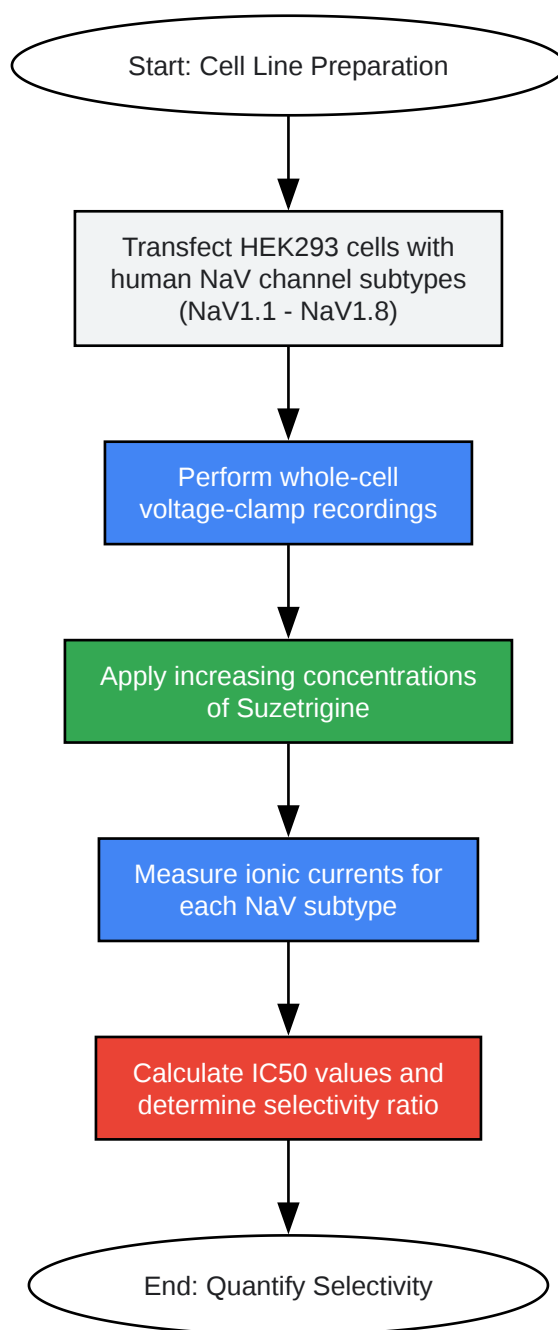 Start: Cell Line Preparation
Transfect HEK293 cells with
human NaV channel subtypes
(NaV1.1 - NaV1.8)
Perform whole-cell
voltage-clamp recordings
Apply increasing concentrations
of Suzetrigine
Measure ionic currents for
each NaV subtype
Calculate IC50 values and
determine selectivity ratio
End: Quantify Selectivity